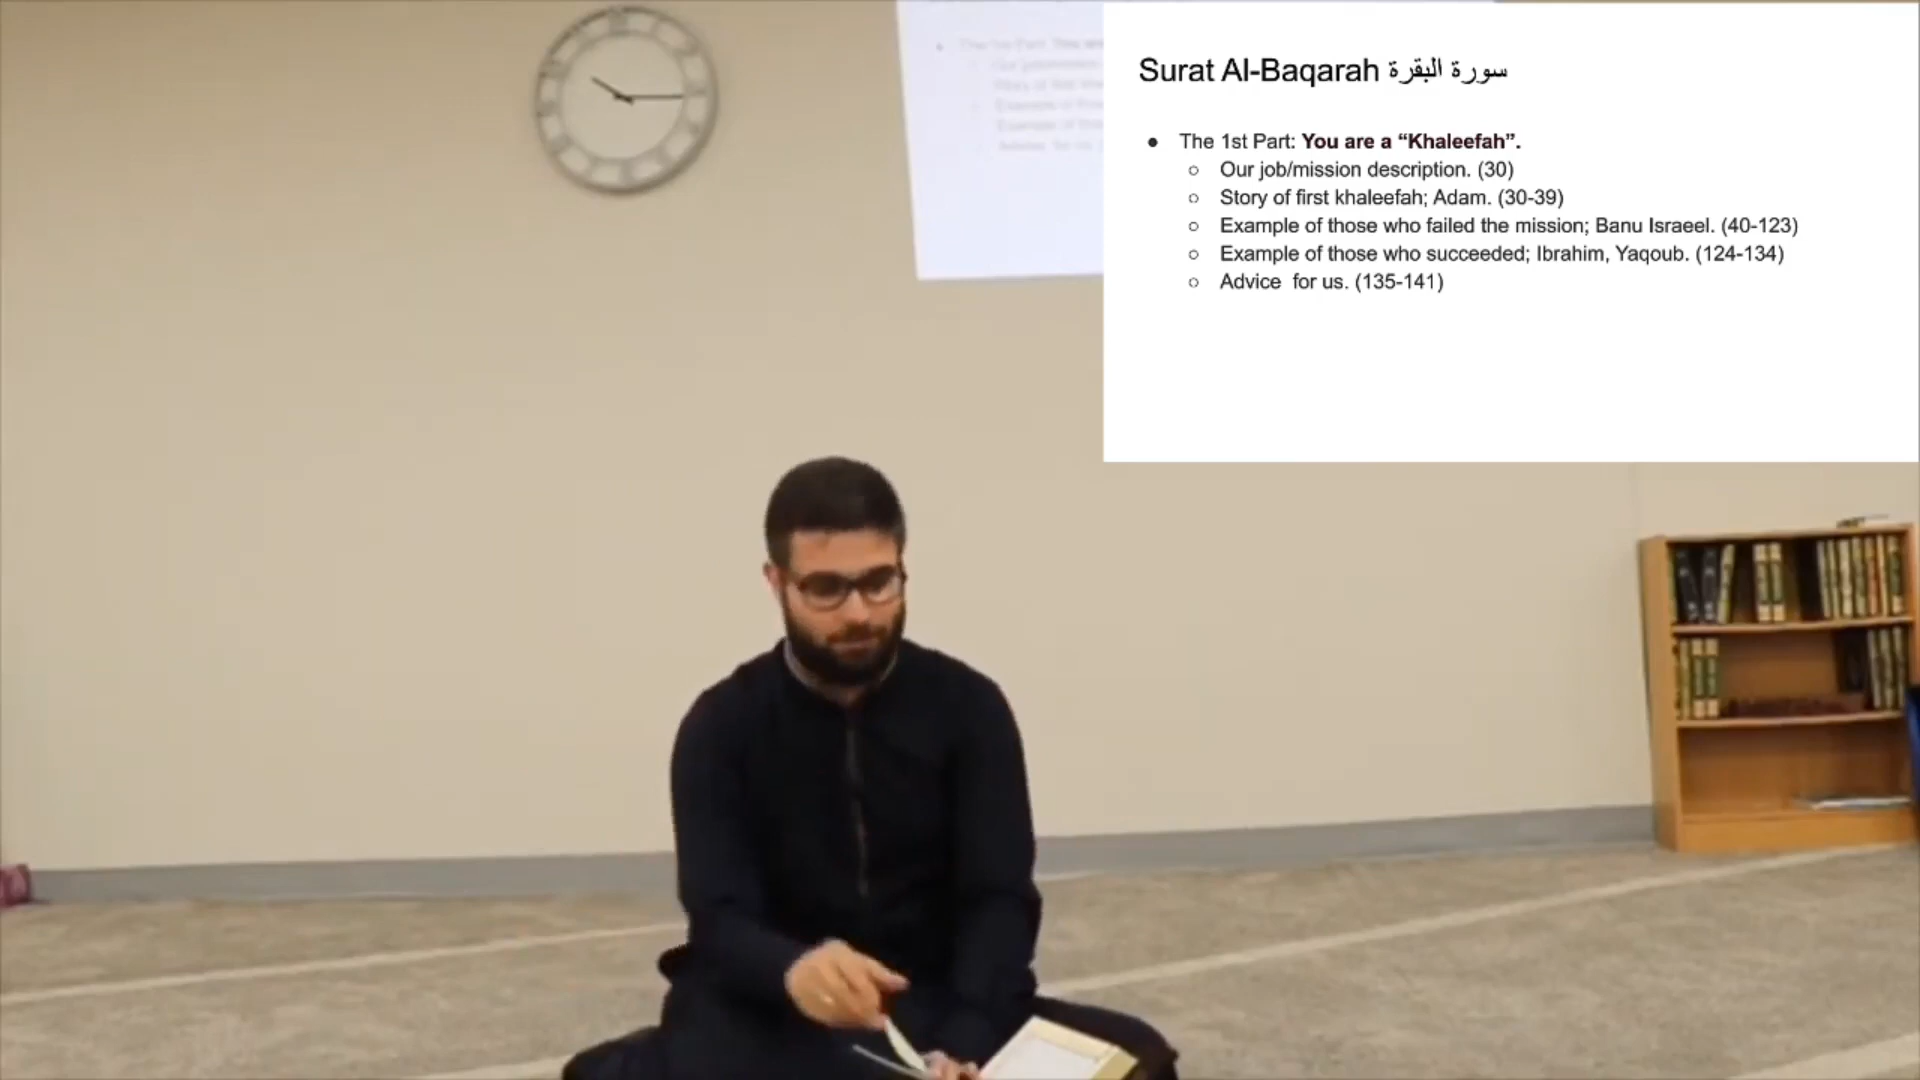 Surat Al-Baqarah سورة البقرة
● The 1st Part: You are a “Khaleefah”.
○ Our job/mission description. (30)
○ Story of first khaleefah; Adam. (30-39)
○ Example of those who failed the mission; Banu Israeel. (40-123)
○ Example of those who succeeded; Ibrahim, Yaqoub. (124-134)
○ Advice  for us. (135-141)